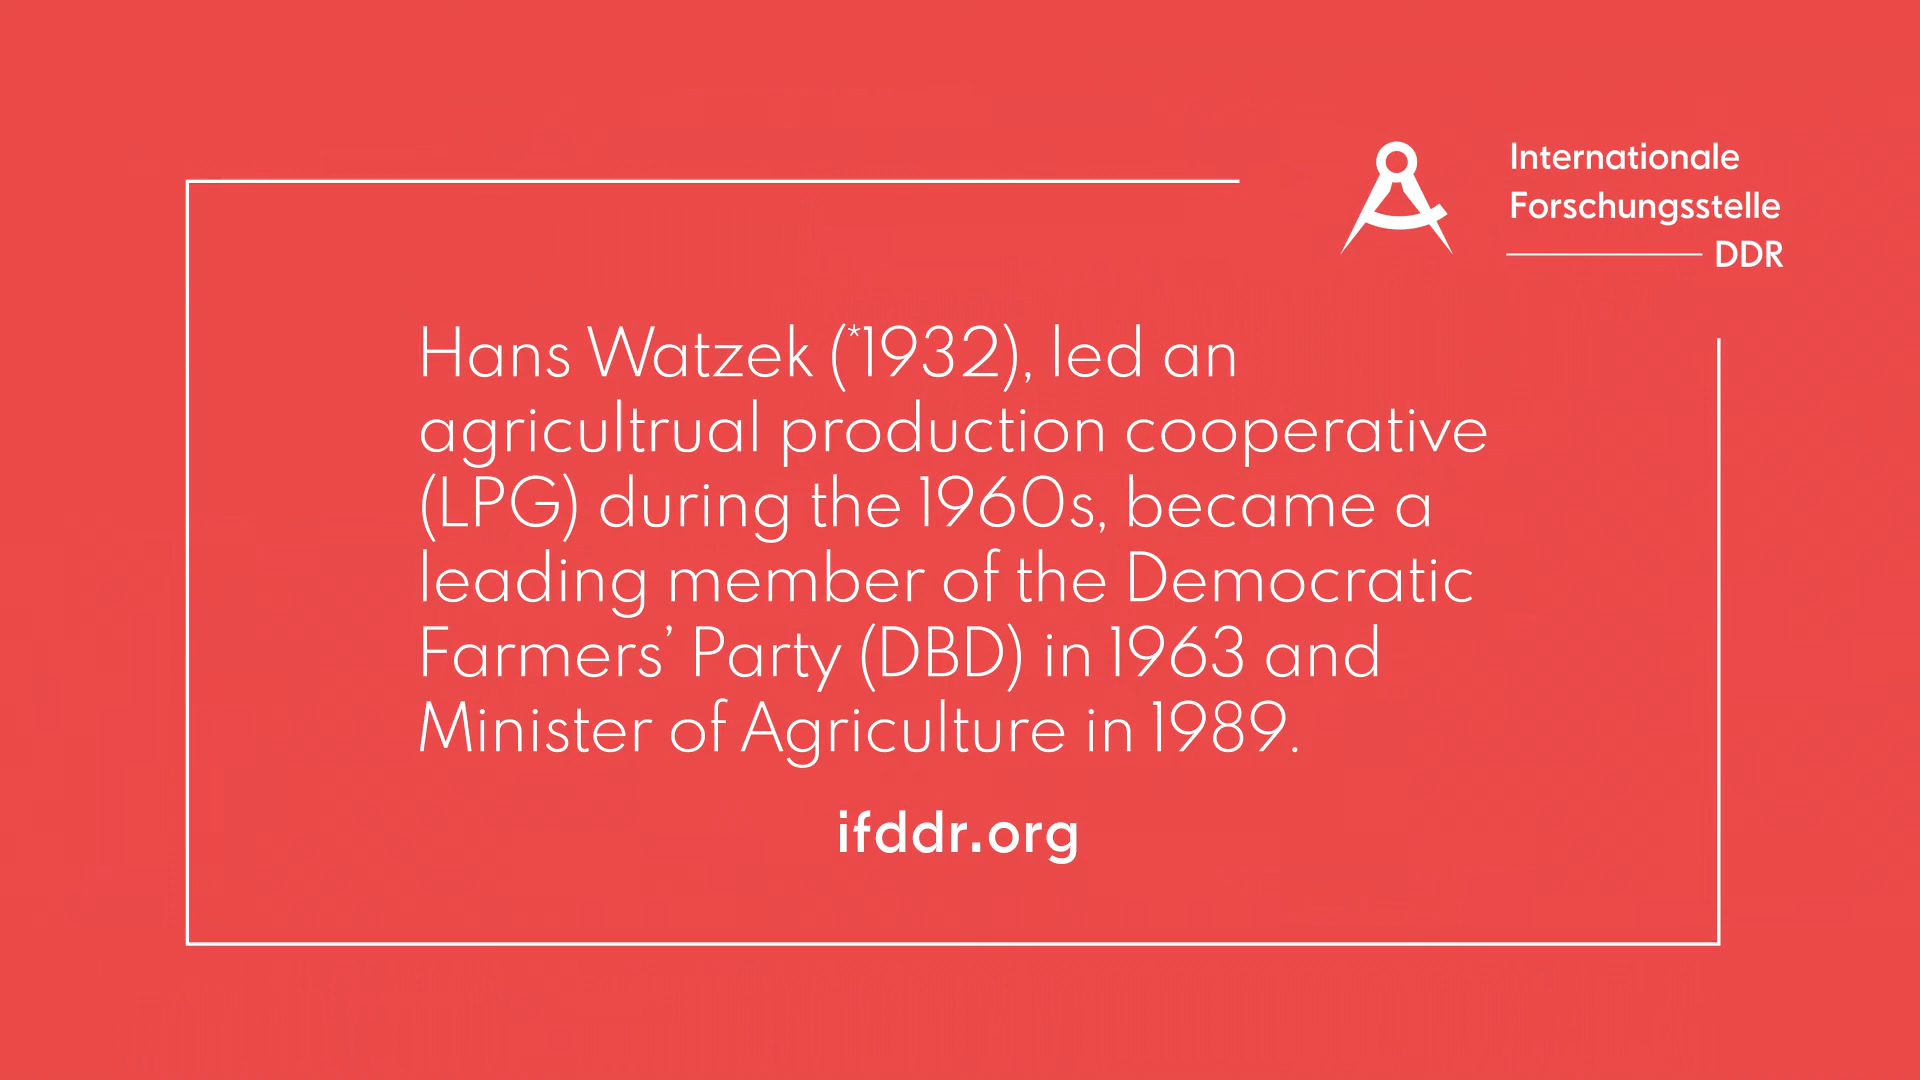 Internationale
Forschungsstelle
DDR
Hans Watzek (*1932), led an
agricultrual production cooperative
(LPG) during the 1960s, became a
leading member of the Democratic
Farmers’ Party (DBD) in 1963 and
Minister of Agriculture in 1989.
ifddr.org